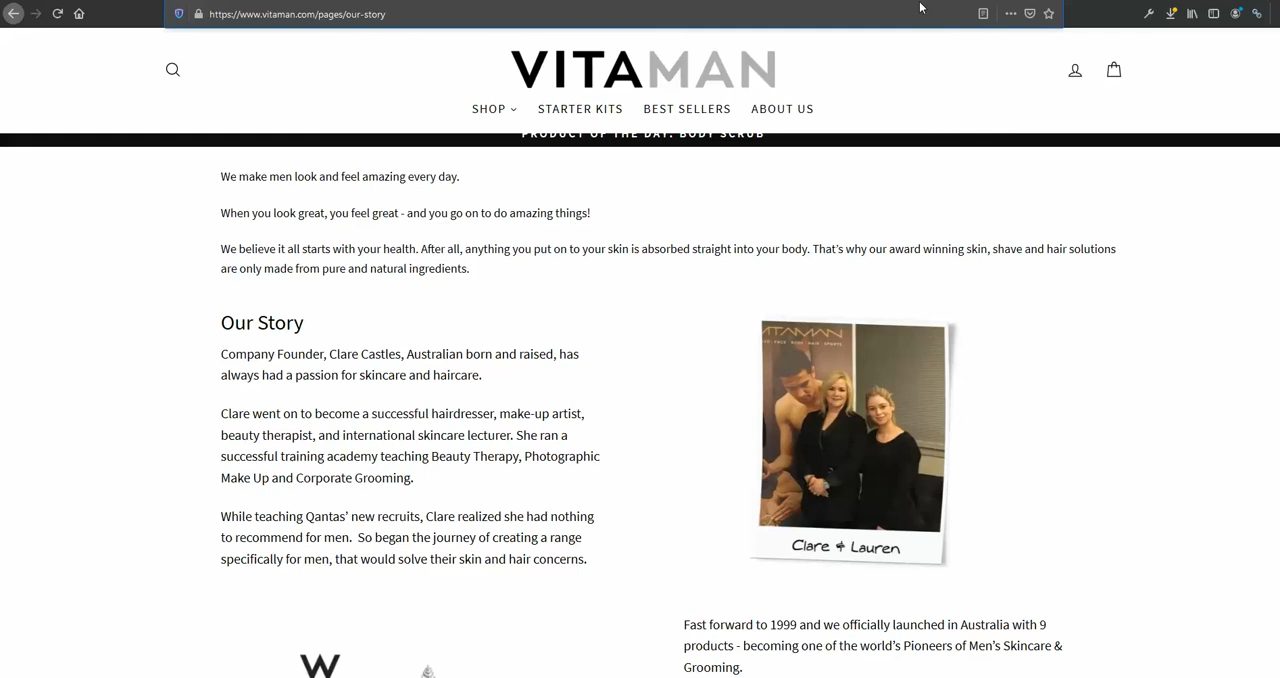 https://www.vitaman.com/pages/our-story
VITAMAN
SHOP STARTER KITS BEST SELLERS ABOUT US
PRODUCT OF THE DAY: BODY SCRUB
We make men look and feel amazing every day.
When you look great, you feel great - and you go on to do amazing things!
We believe it all starts with your health. After all, anything you put on to your skin is absorbed straight into your body. That's why our award winning skin, shave and hair solutions
are only made from pure and natural ingredients.
Our Story
Company Founder, Clare Castles, Australian born and raised, has
always had a passion for skincare and haircare.
Clare went on to become a successful hairdresser, make-up artist,
beauty therapist, and international skincare lecturer. She ran a
successful training academy teaching Beauty Therapy, Photographic
Make Up and Corporate Grooming.
While teaching Qantas' new recruits, Clare realized she had nothing
to recommend for men.  So began the journey of creating a range
specifically for men, that would solve their skin and hair concerns.
VITAMAN
Clare & Lauren
Fast forward to 1999 and we officially launched in Australia with 9
products - becoming one of the world's Pioneers of Men's Skincare &
Grooming.
W